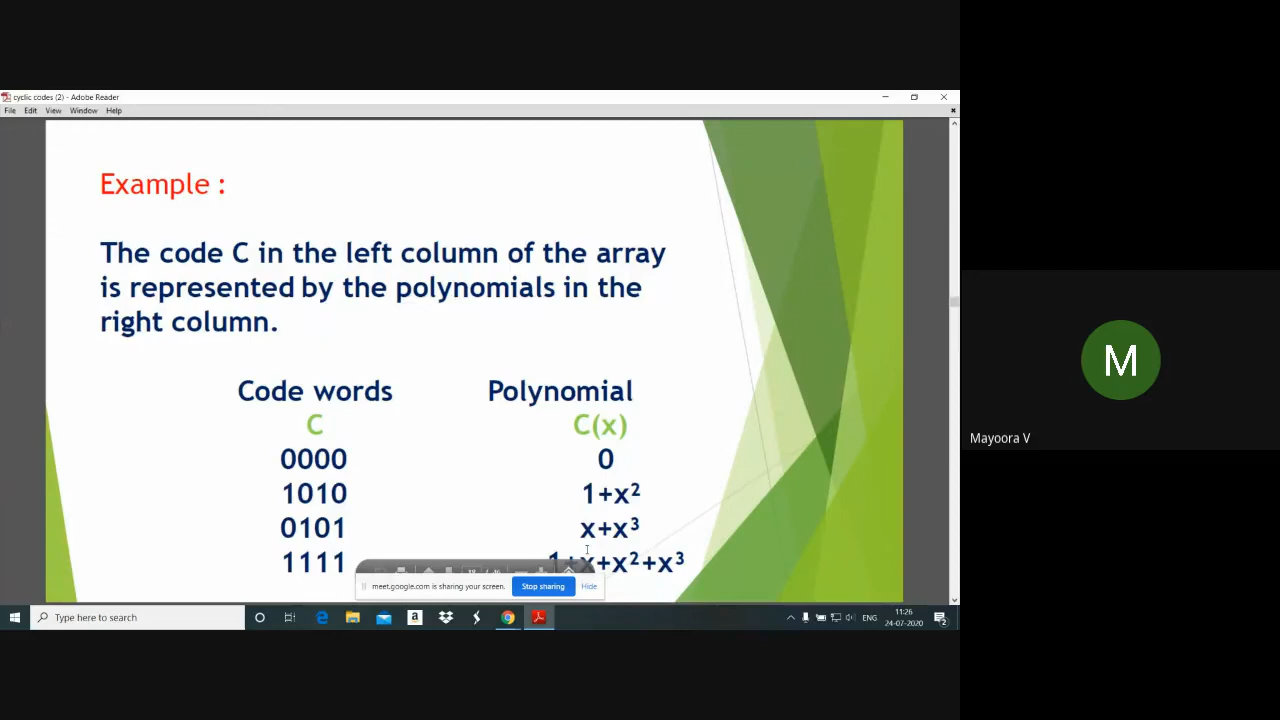 cyclic codes (2) - Adobe Reader
File Edit View Window Help
Example :
The code C in the left column of the array
is represented by the polynomials in the
right column.
Code words Polynomial
C C(x)
0000 0
1010 1+x²
0101 x+x³
1111 1+x+x²+x³
meet.google.com is sharing your screen. Stop sharing Hide
Type here to search
ENG
11:26
24-07-2020
2
M
Mayoora V